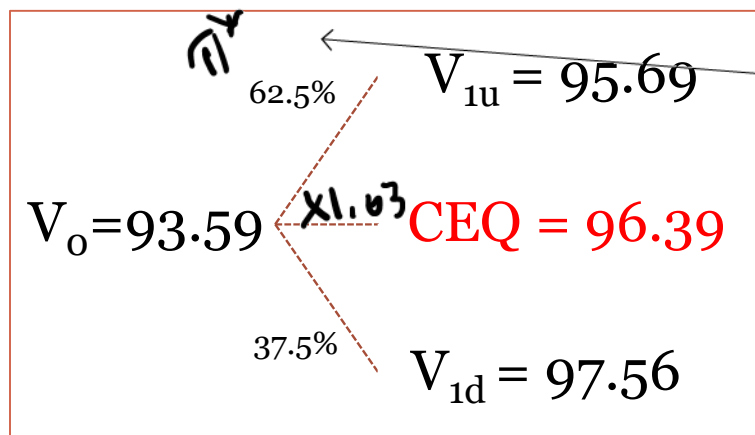 π*
62.5%
V₁ᵤ = 95.69
V₀=93.59
x1.03
CEQ = 96.39
37.5%
V₁d = 97.56